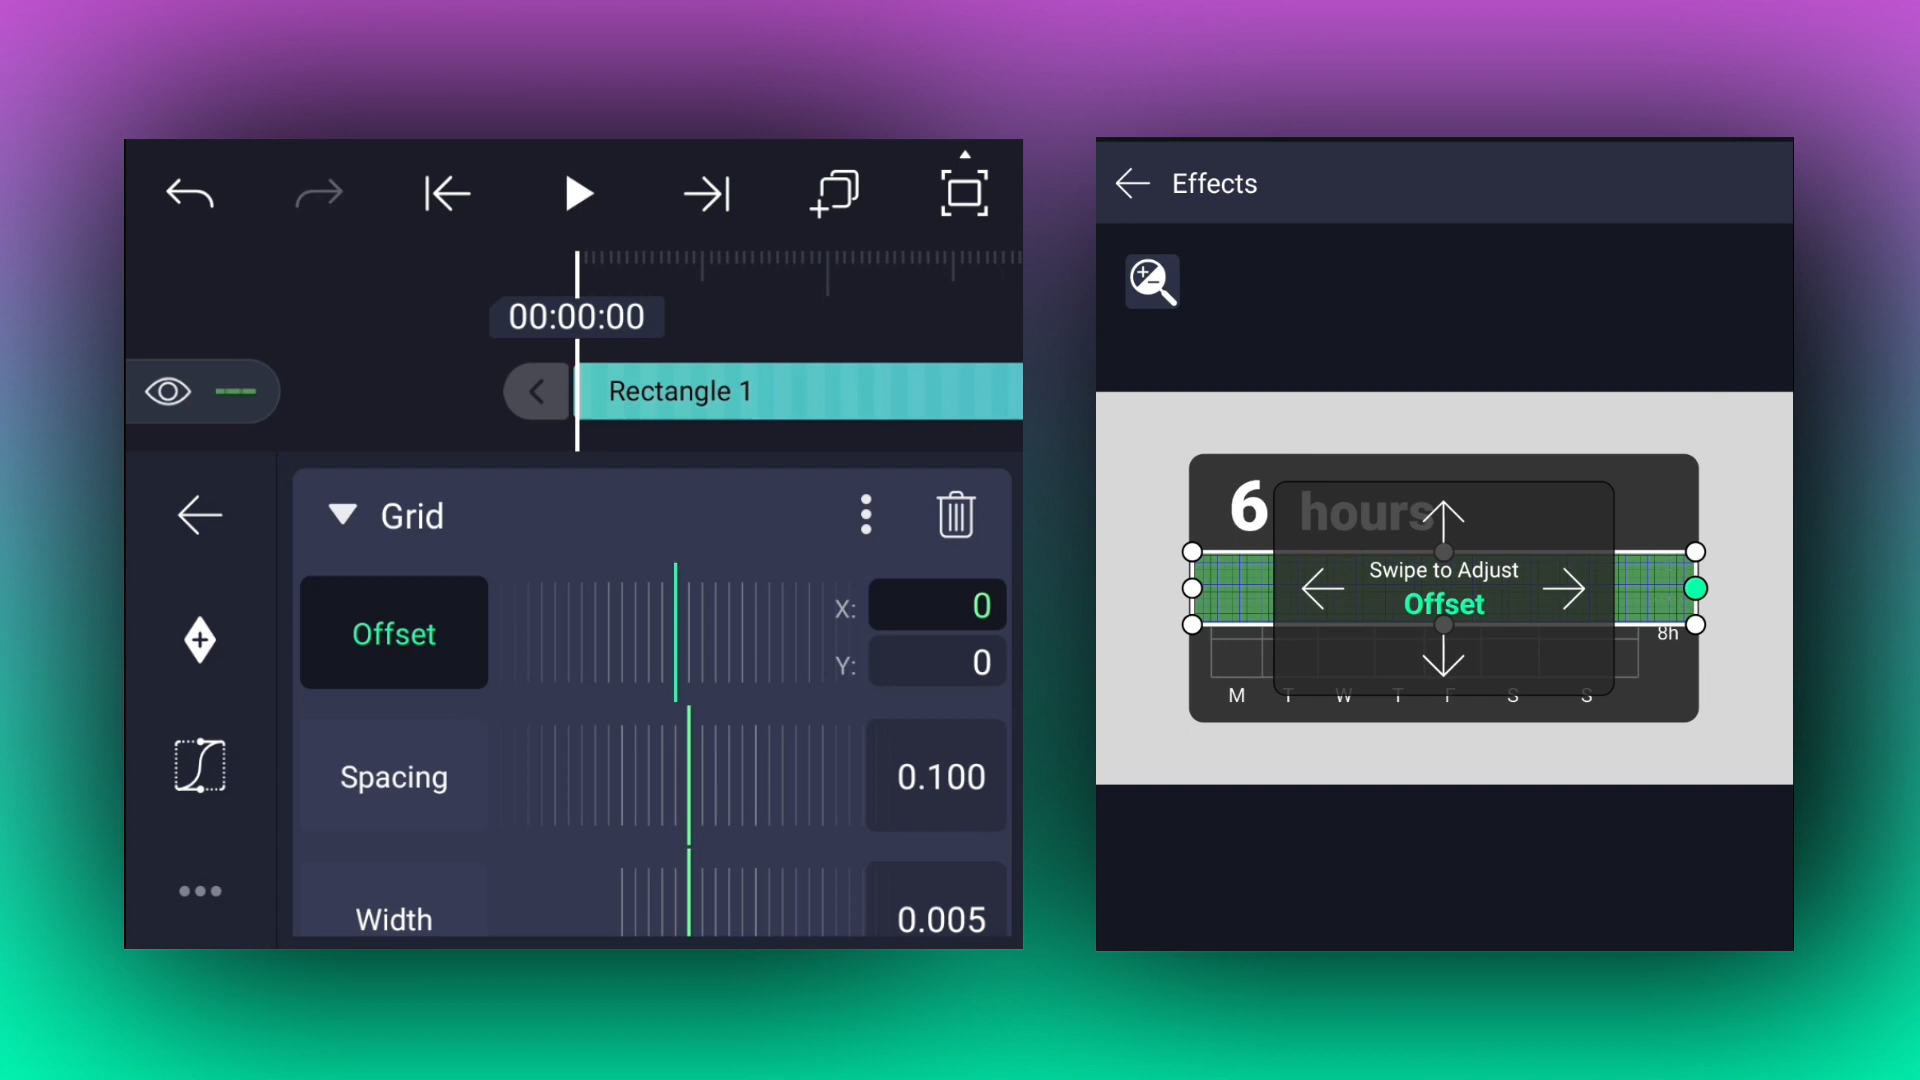 00:00:00
Rectangle 1
Grid
Offset
X: 0
Y: 0
Spacing
0.100
Width
0.005
Effects
6 hours
Swipe to Adjust
Offset
8h
M T W T F S S